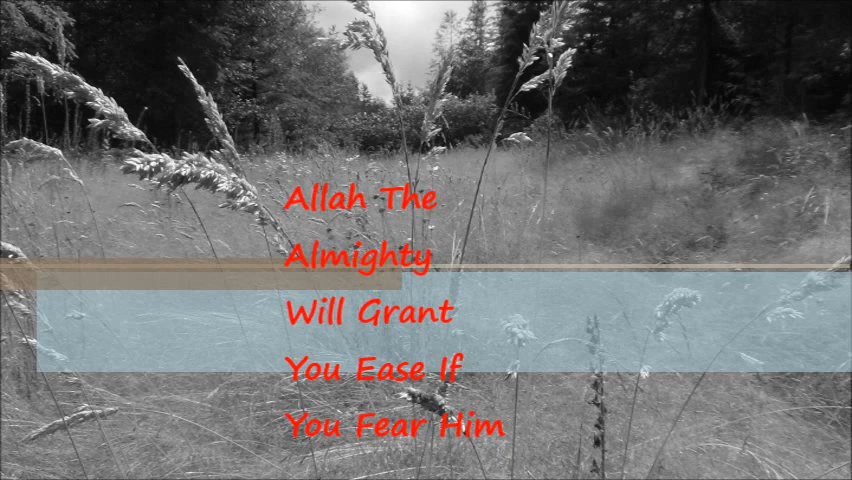 Allah The
Almighty
Will Grant
You Ease If
You Fear Him